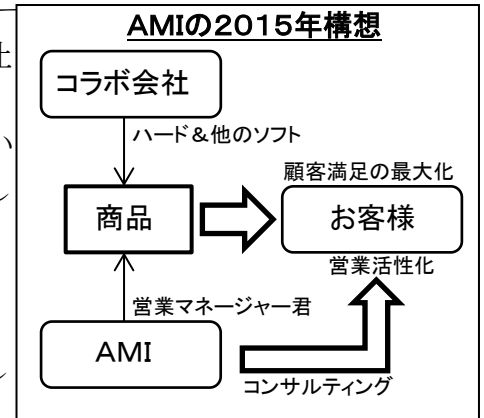 AMIの2015年構想
コラボ会社
ハード&他のソフト
顧客満足の最大化
商品
お客様
営業活性化
営業マネージャー君
AMI
コンサルティング